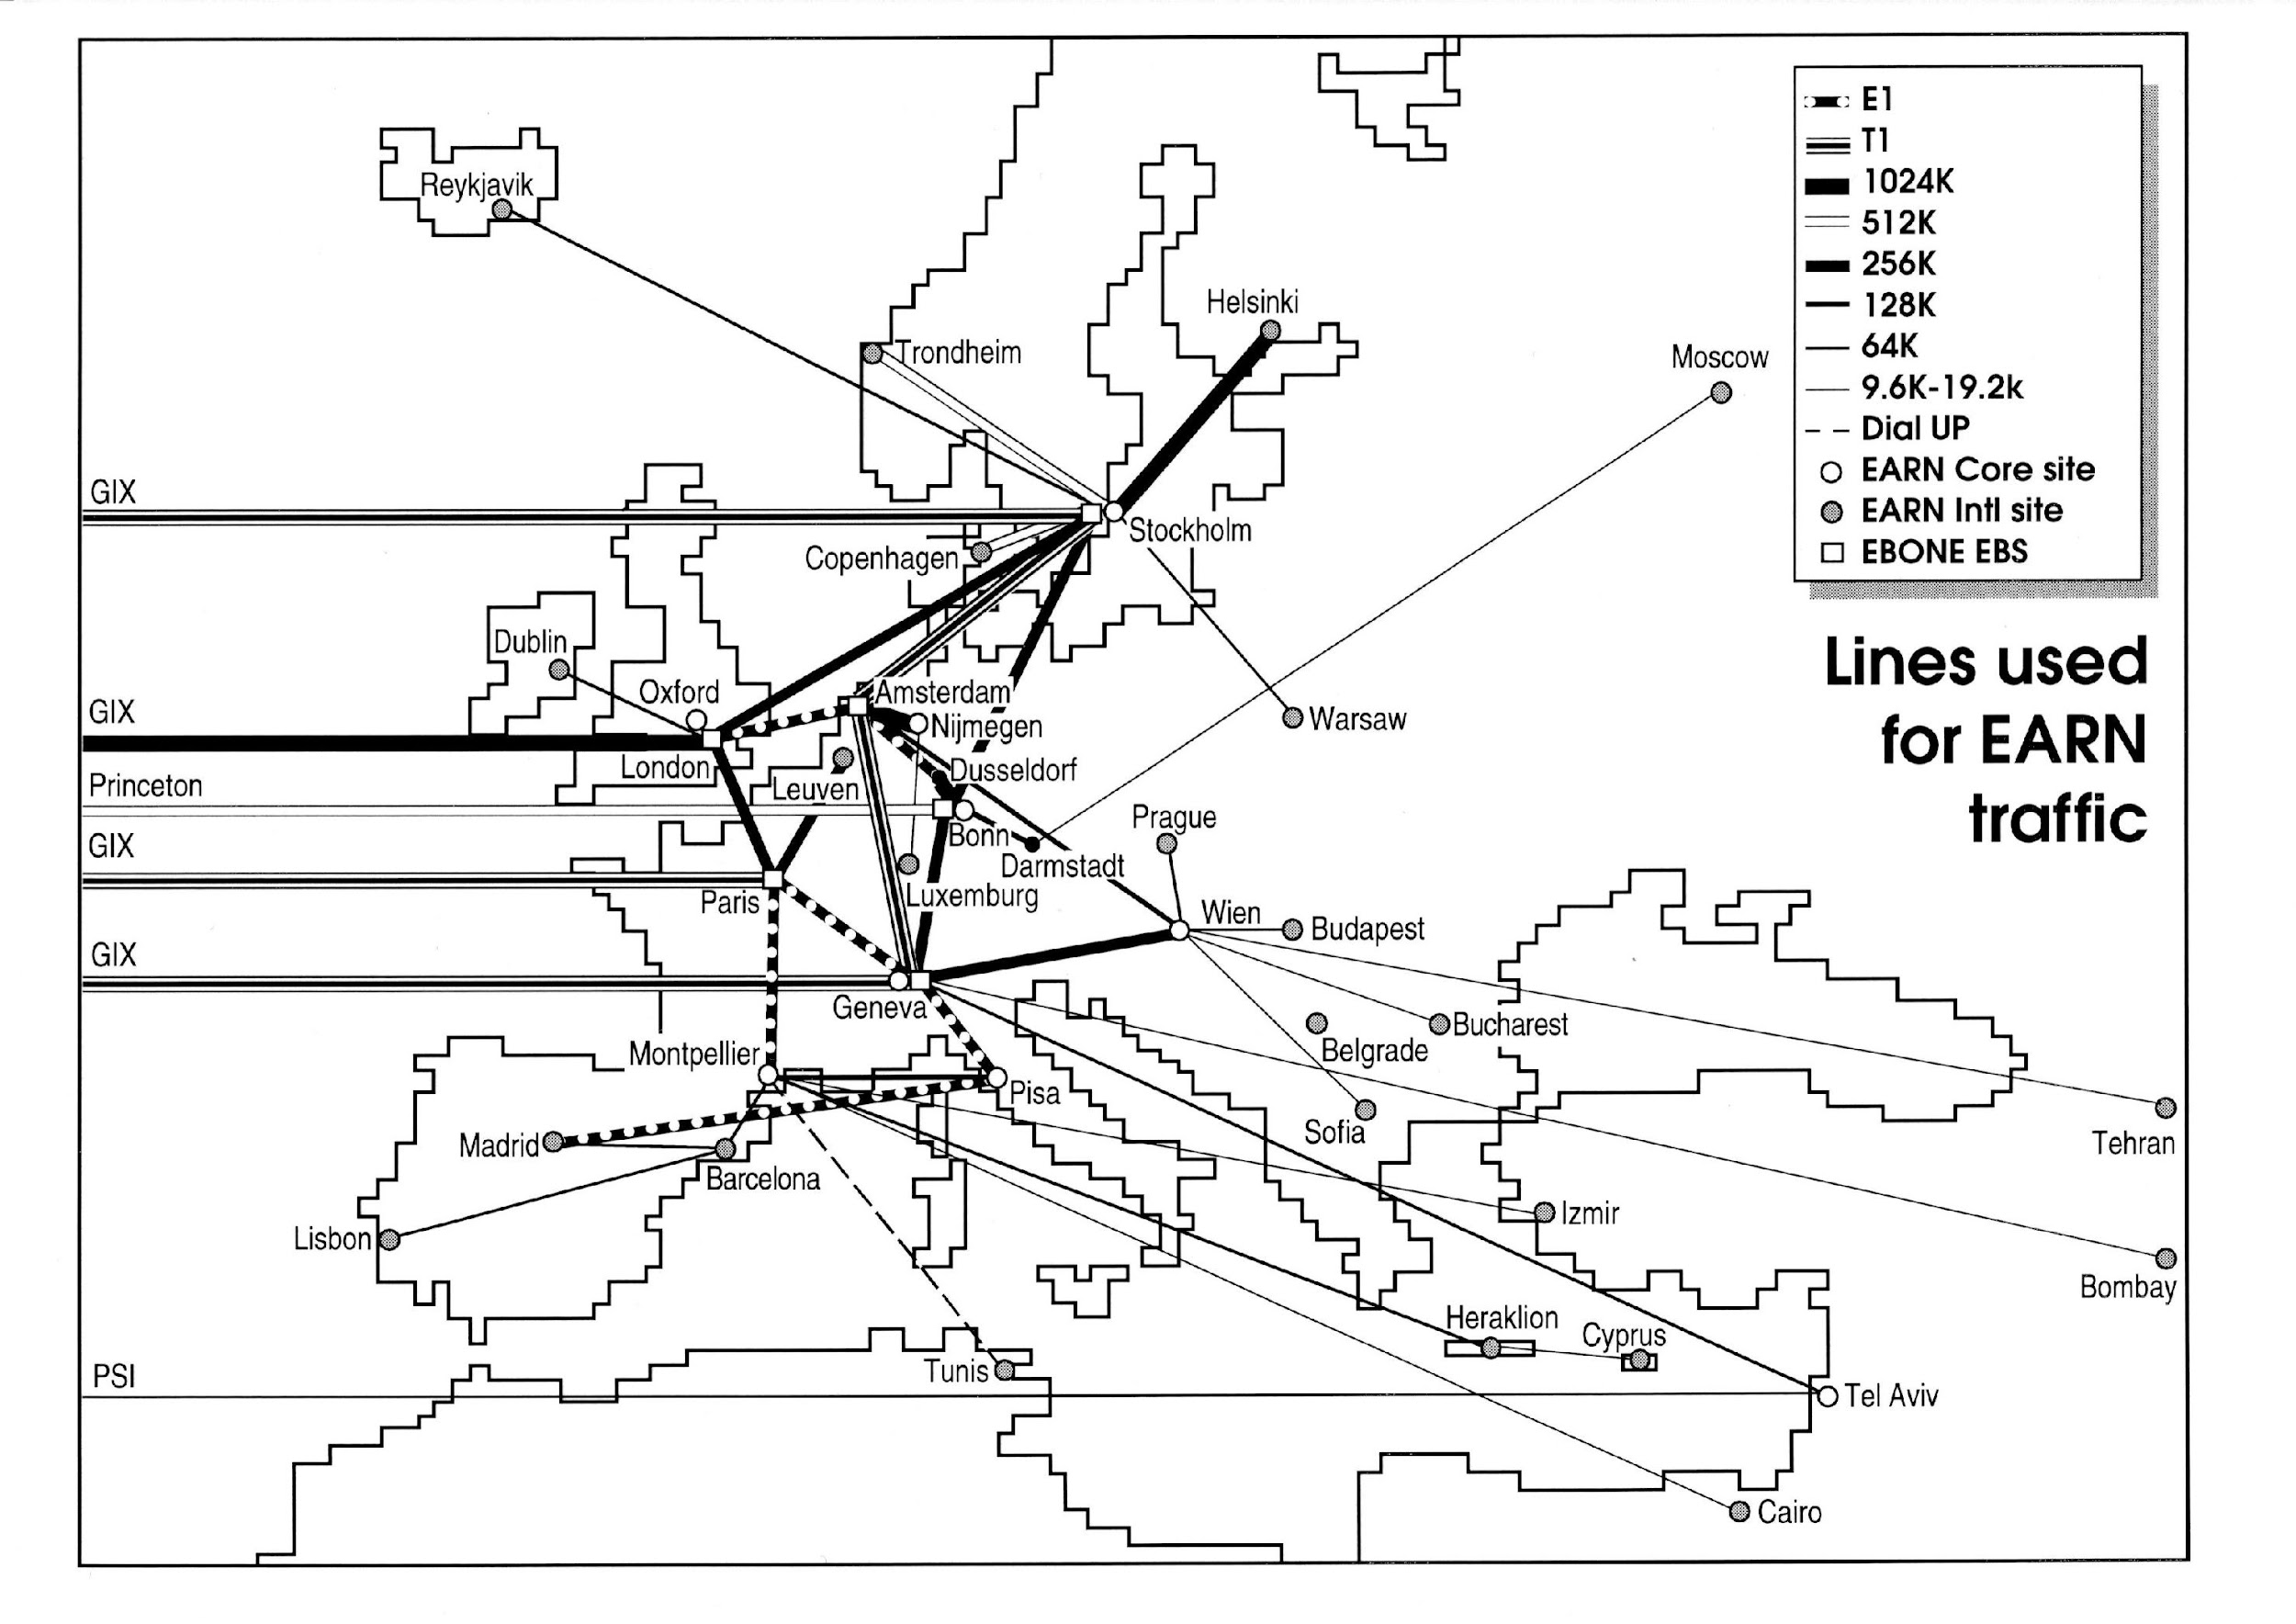 E1
T1
1024K
512K
256K
128K
64K
9.6K-19.2k
Dial UP
EARN Core site
EARN Intl site
EBONE EBS
Lines used
for EARN
traffic
Reykjavik
Helsinki
Trondheim
Moscow
GIX
Stockholm
Copenhagen
Dublin
Oxford
Amsterdam
GIX
Nijmegen
Warsaw
London
Dusseldorf
Princeton
Leuven
Prague
Bonn
GIX
Darmstadt
Luxemburg
Paris
Wien
Budapest
GIX
Geneva
Bucharest
Belgrade
Montpellier
Pisa
Sofia
Tehran
Madrid
Barcelona
Izmir
Lisbon
Bombay
Heraklion
Cyprus
PSI
Tunis
Tel Aviv
Cairo